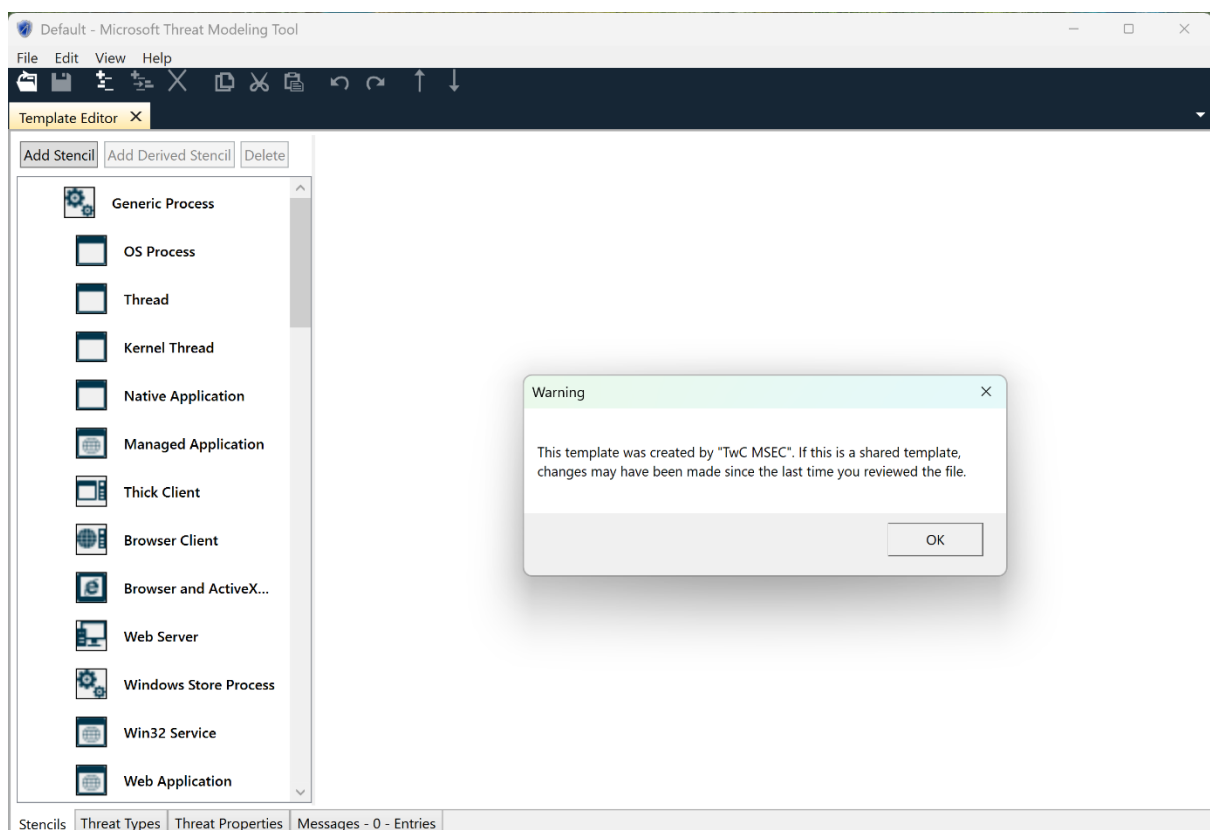 Default - Microsoft Threat Modeling Tool
File Edit View Help
Template Editor
Add Stencil Add Derived Stencil Delete
Generic Process
OS Process
Thread
Kernel Thread
Native Application
Managed Application
Thick Client
Browser Client
Browser and ActiveX...
Web Server
Windows Store Process
Win32 Service
Web Application
Warning
This template was created by "TwC MSEC". If this is a shared template,
changes may have been made since the last time you reviewed the file.
OK
Stencils Threat Types Threat Properties Messages - 0 - Entries